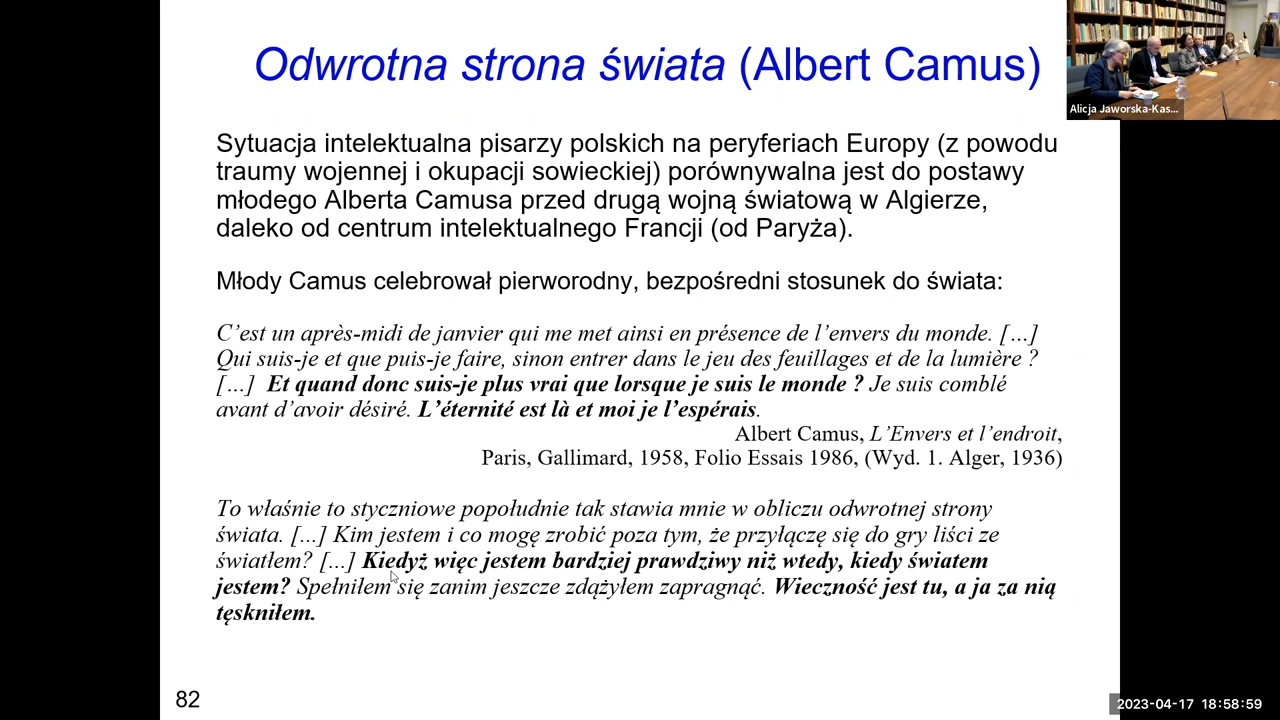 Odwrotna strona świata (Albert Camus)
Alicja Jaworska-Kas...
Sytuacja intelektualna pisarzy polskich na peryferiach Europy (z powodu
traumy wojennej i okupacji sowieckiej) porównywalna jest do postawy
młodego Alberta Camusa przed drugą wojną światową w Algierze,
daleko od centrum intelektualnego Francji (od Paryża).
Młody Camus celebrował pierworodny, bezpośredni stosunek do świata:
C’est un après-midi de janvier qui me met ainsi en présence de l’envers du monde. […]
Qui suis-je et que puis-je faire, sinon entrer dans le jeu des feuillages et de la lumière ?
[…] Et quand donc suis-je plus vrai que lorsque je suis le monde ? Je suis comblé
avant d’avoir désiré. L’éternité est là et moi je l’espérais.
Albert Camus, L’Envers et l’endroit,
Paris, Gallimard, 1958, Folio Essais 1986, (Wyd. 1. Alger, 1936)
To właśnie to styczniowe popołudnie tak stawia mnie w obliczu odwrotnej strony
świata. […] Kim jestem i co mogę zrobić poza tym, że przyłączę się do gry liści ze
światłem? […] Kiedyż więc jestem bardziej prawdziwy niż wtedy, kiedy światem
jestem? Spełniłem się zanim jeszcze zdążyłem zapragnąć. Wieczność jest tu, a ja za nią
tęskniłem.
82
2023-04-17 18:58:59